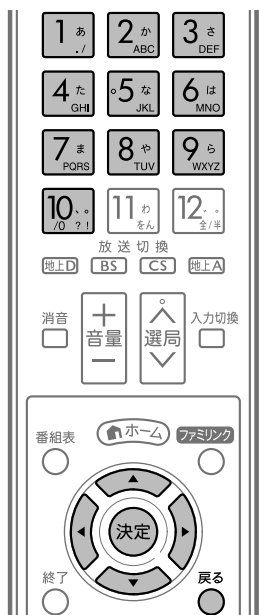 1 あ ./
2 か ABC
3 さ DEF
4 た GHI
5 な JKL
6 は MNO
7 ま PQRS
8 や TUV
9 ら WXYZ
10 、。 /0 ?!
11 わ をん
12 、。 全/半
放送切換
地上D BS CS 地上A
消音 + 音量 − 選局 入力切換
番組表 ホーム ファミリンク
決定
終了 戻る